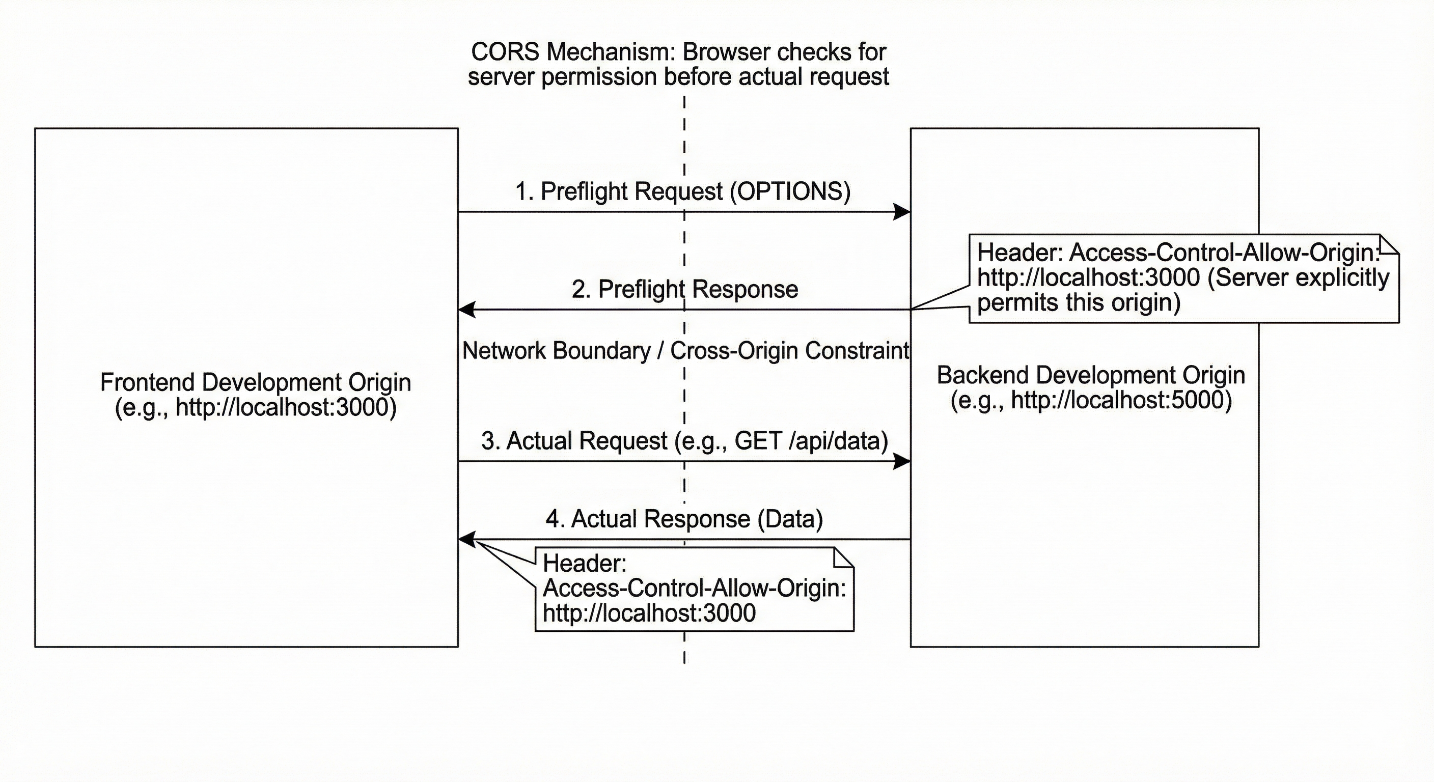 CORS Mechanism: Browser checks for
server permission before actual request
1. Preflight Request (OPTIONS)
Header: Access-Control-Allow-Origin:
http://localhost:3000 (Server explicitly
permits this origin)
2. Preflight Response
Network Boundary / Cross-Origin Constraint
Frontend Development Origin
(e.g., http://localhost:3000)
Backend Development Origin
(e.g., http://localhost:5000)
3. Actual Request (e.g., GET /api/data)
4. Actual Response (Data)
Header:
Access-Control-Allow-Origin:
http://localhost:3000